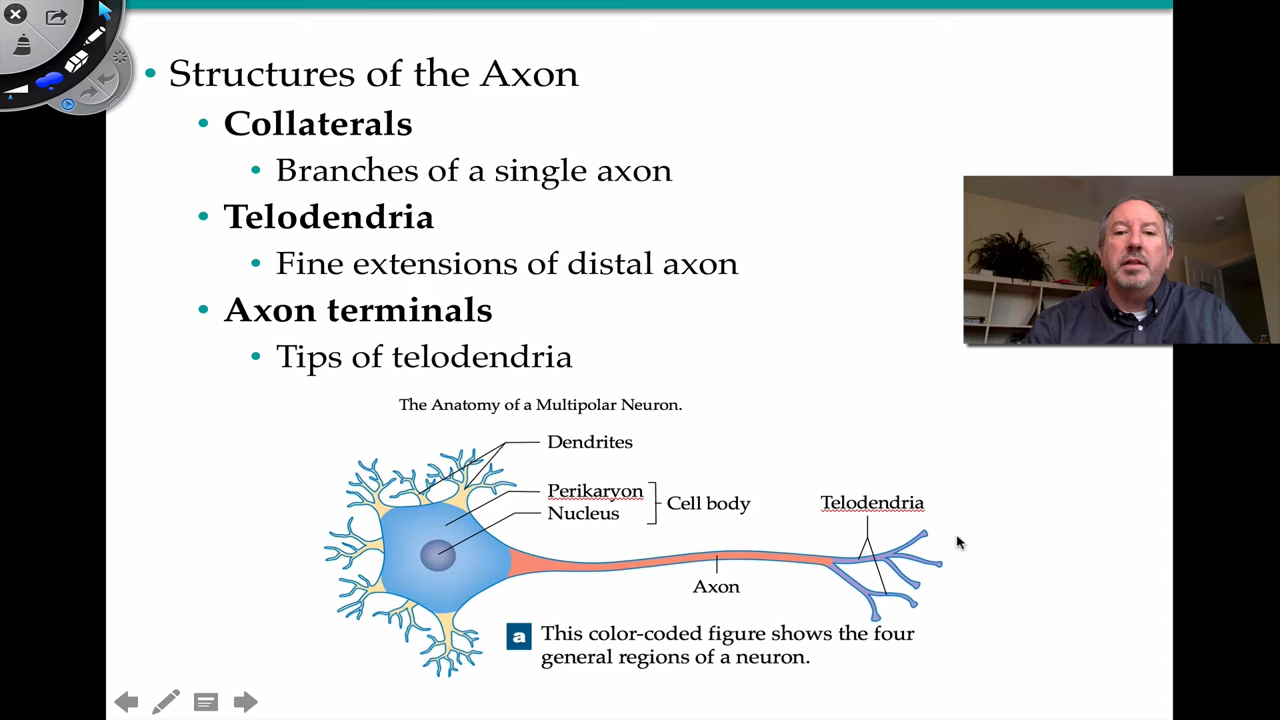 Structures of the Axon
Collaterals
Branches of a single axon
Telodendria
Fine extensions of distal axon
Axon terminals
Tips of telodendria
The Anatomy of a Multipolar Neuron.
Dendrites
Perikaryon
Nucleus
Cell body
Telodendria
Axon
a This color-coded figure shows the four
general regions of a neuron.